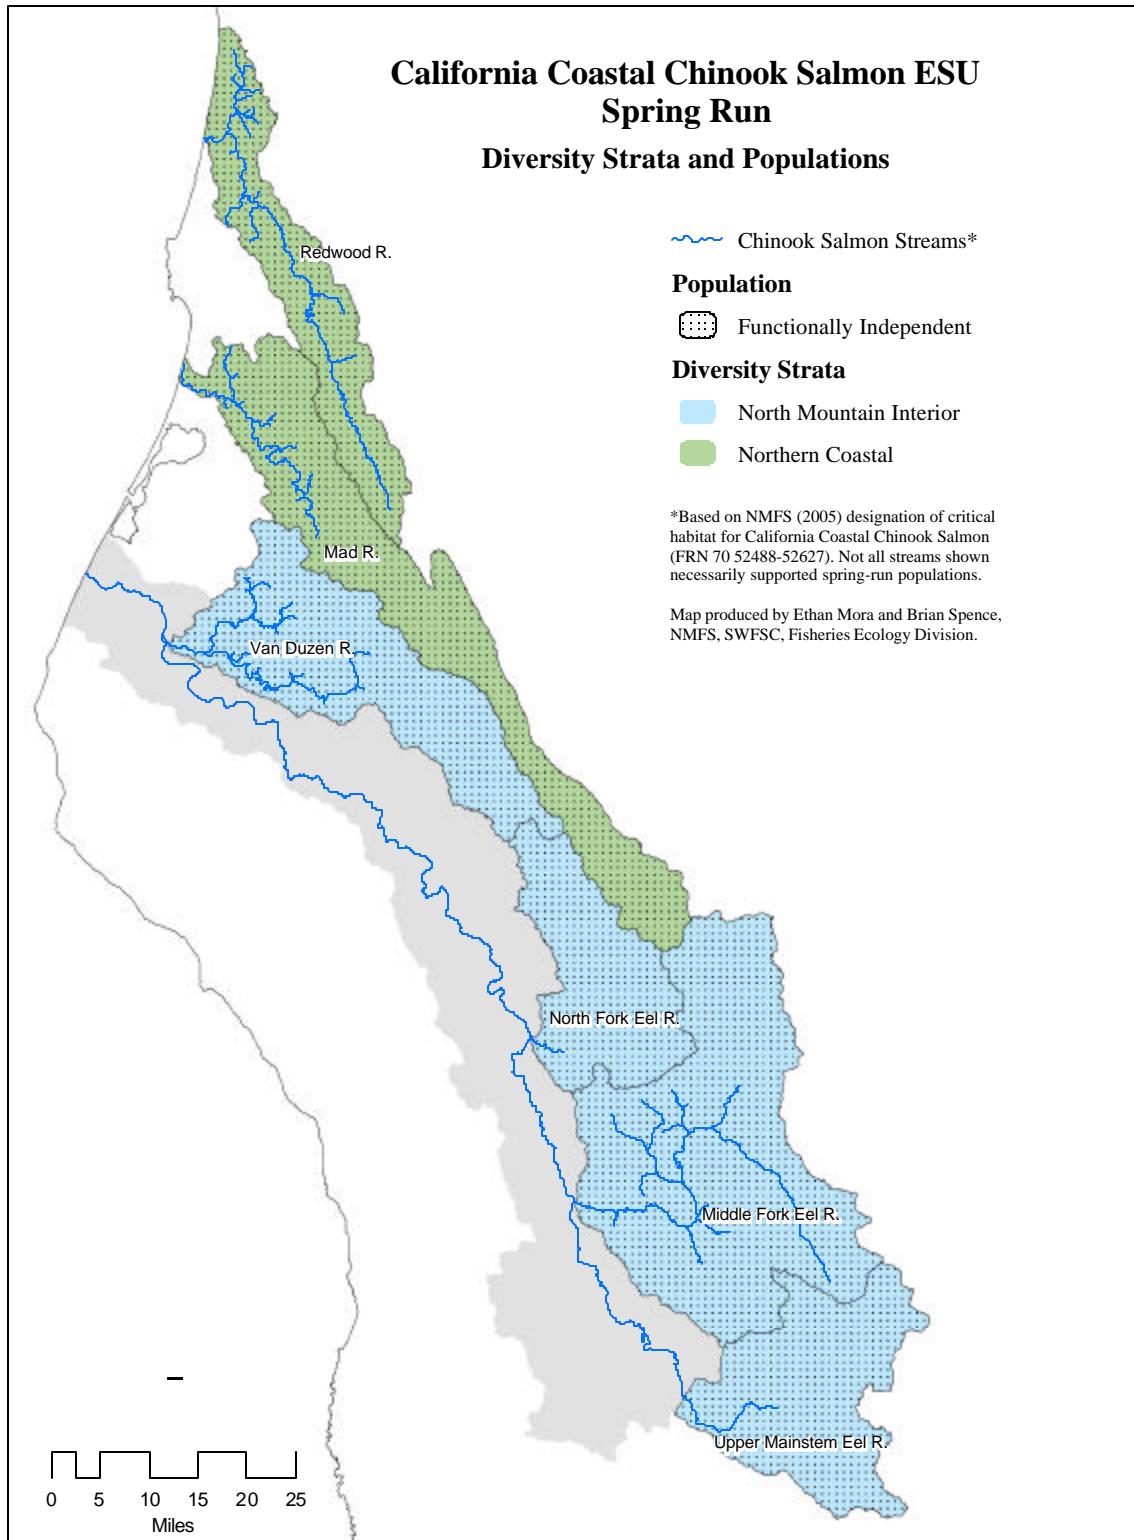 California Coastal Chinook Salmon ESU
Spring Run
Diversity Strata and Populations
Chinook Salmon Streams*
Population
Functionally Independent
Diversity Strata
North Mountain Interior
Northern Coastal
*Based on NMFS (2005) designation of critical
habitat for California Coastal Chinook Salmon
(FRN 70 52488-52627). Not all streams shown
necessarily supported spring-run populations.
Map produced by Ethan Mora and Brian Spence,
NMFS, SWFSC, Fisheries Ecology Division.
Redwood R.
Mad R.
Van Duzen R.
North Fork Eel R.
Middle Fork Eel R.
Upper Mainstem Eel R.
0 5 10 15 20 25
Miles